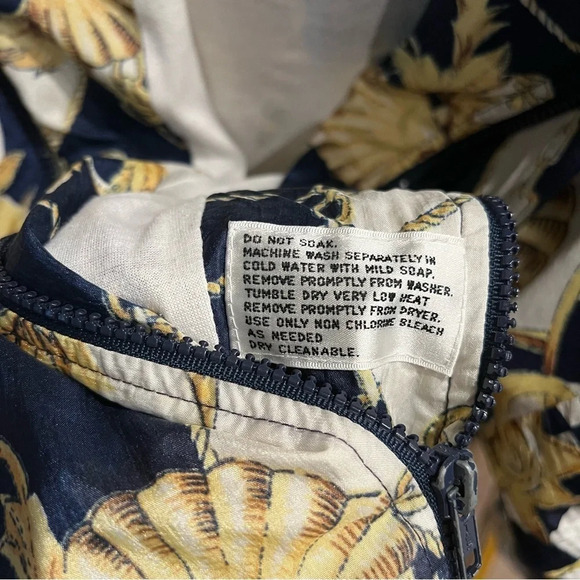 DO NOT SOAK.
MACHINE WASH SEPARATELY IN
COLD WATER WITH MILD SOAP.
REMOVE PROMPTLY FROM WASHER.
TUMBLE DRY VERY LOW HEAT
REMOVE PROMPTLY FROM DRYER.
USE ONLY NON CHLORINE BLEACH
AS NEEDED
DRY CLEANABLE.